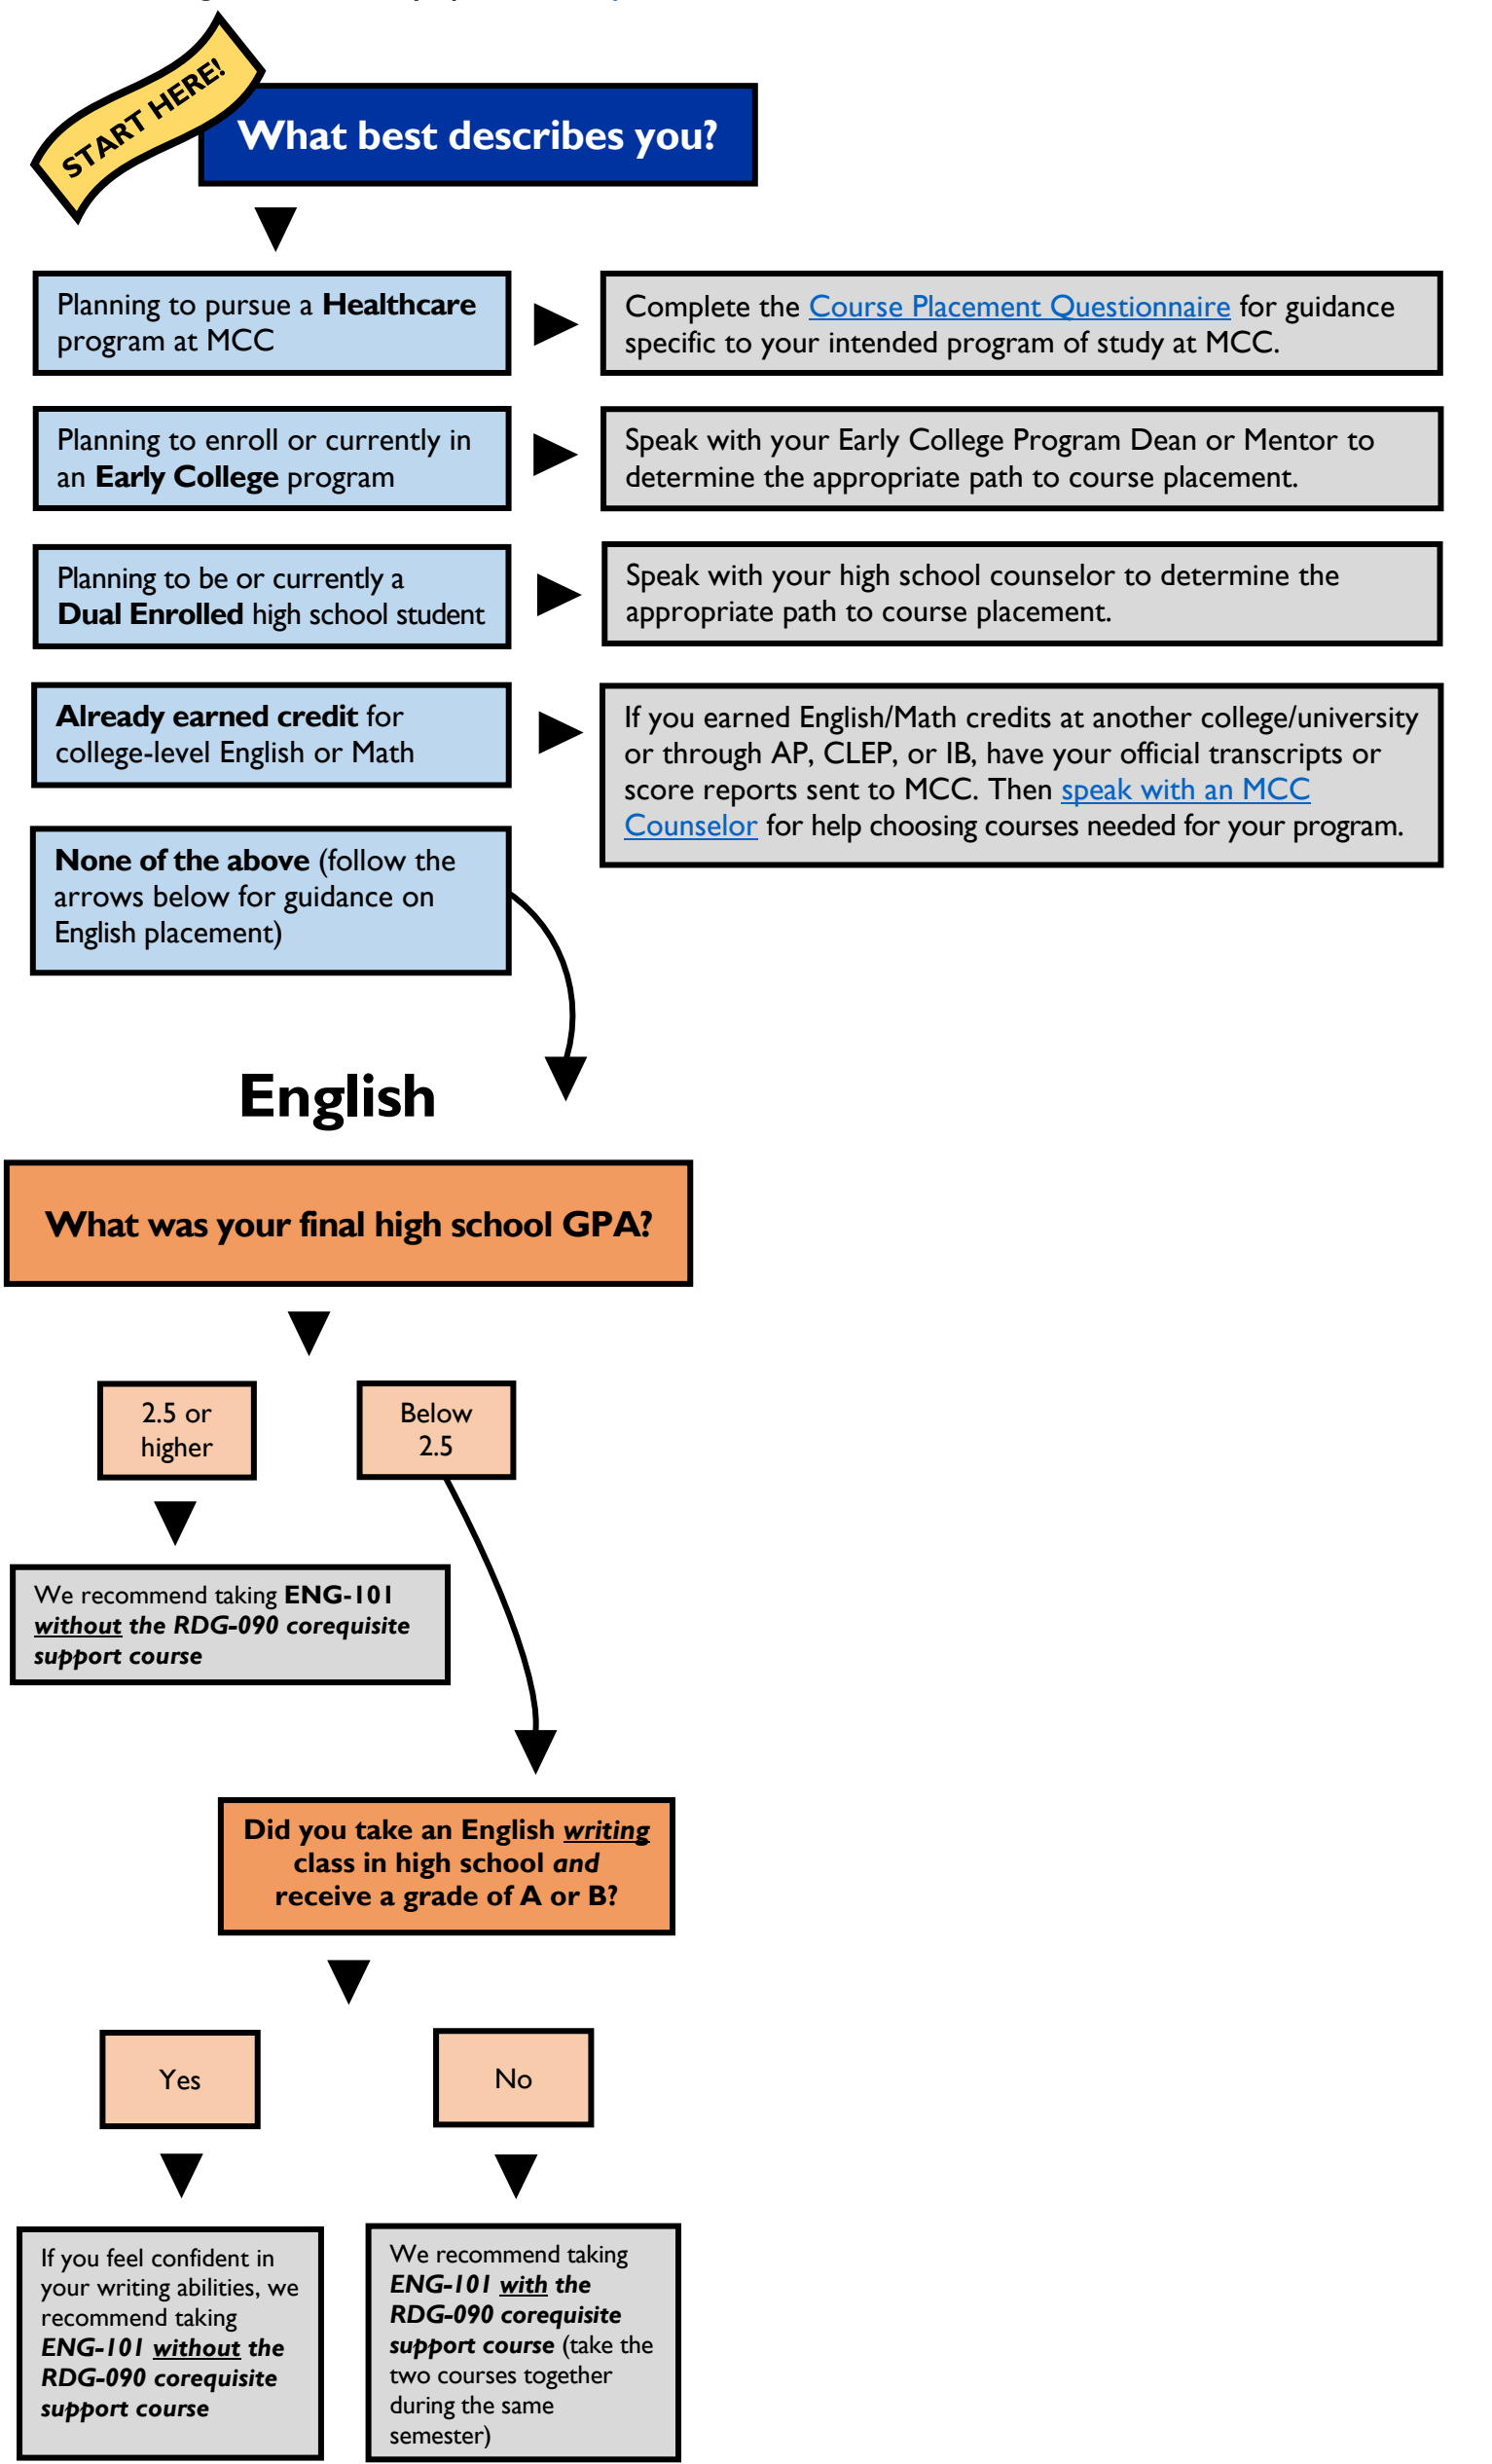 START HERE!
What best describes you?
Planning to pursue a Healthcare
program at MCC
Complete the Course Placement Questionnaire for guidance
specific to your intended program of study at MCC.
Planning to enroll or currently in
an Early College program
Speak with your Early College Program Dean or Mentor to
determine the appropriate path to course placement.
Planning to be or currently a
Dual Enrolled high school student
Speak with your high school counselor to determine the
appropriate path to course placement.
Already earned credit for
college-level English or Math
If you earned English/Math credits at another college/university
or through AP, CLEP, or IB, have your official transcripts or
score reports sent to MCC. Then speak with an MCC
Counselor for help choosing courses needed for your program.
None of the above (follow the
arrows below for guidance on
English placement)
English
What was your final high school GPA?
2.5 or
higher
Below
2.5
We recommend taking ENG-101
without the RDG-090 corequisite
support course
Did you take an English writing
class in high school and
receive a grade of A or B?
Yes
No
If you feel confident in
your writing abilities, we
recommend taking
ENG-101 without the
RDG-090 corequisite
support course
We recommend taking
ENG-101 with the
RDG-090 corequisite
support course (take the
two courses together
during the same
semester)